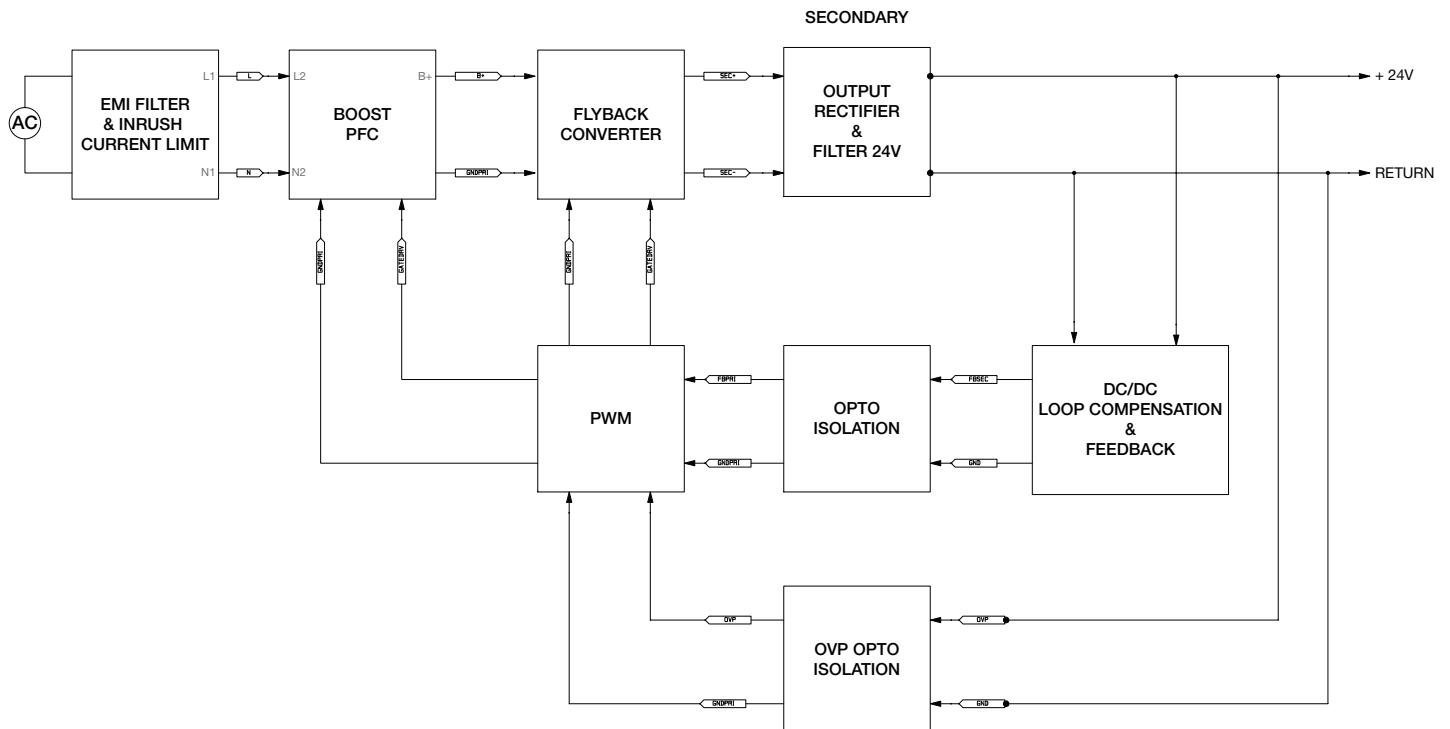 SECONDARY
L1
L
L2
B+
B+
SEC+
+ 24V
AC
EMI FILTER
& INRUSH
CURRENT LIMIT
BOOST
PFC
FLYBACK
CONVERTER
OUTPUT
RECTIFIER
&
FILTER 24V
N1
N
N2
GNDPRI
SEC-
RETURN
GNDPRI
GATEDRV
GNDPRI
GATEDRV
FBPRI
FBSEC
PWM
OPTO
ISOLATION
DC/DC
LOOP COMPENSATION
&
FEEDBACK
GNDPRI
GND
OVP
OVP
OVP OPTO
ISOLATION
GNDPRI
GND